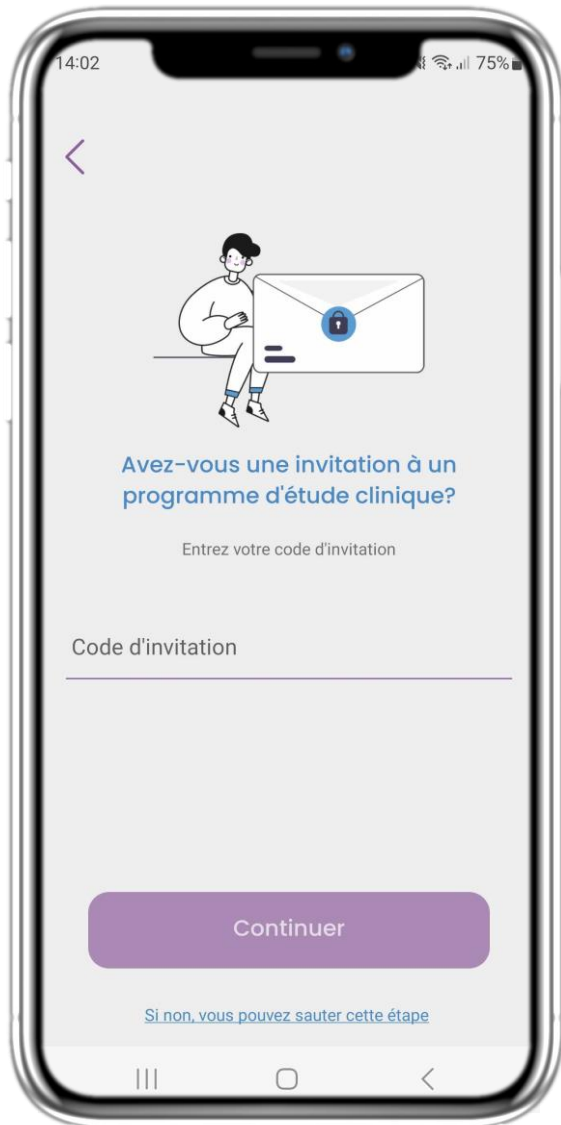 14:02
75%
Avez-vous une invitation à un
programme d'étude clinique?
Entrez votre code d'invitation
Code d'invitation
Continuer
Si non, vous pouvez sauter cette étape